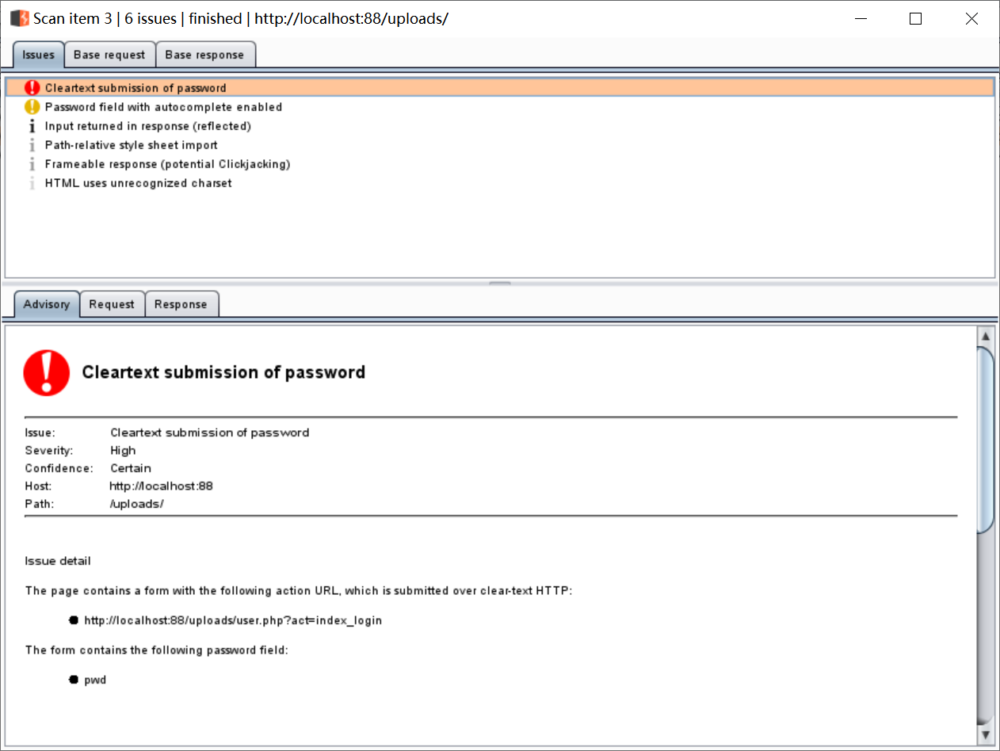 Scan item 3 | 6 issues | finished | http://localhost:88/uploads/
Issues Base request Base response
Cleartext submission of password
Password field with autocomplete enabled
Input returned in response (reflected)
Path-relative style sheet import
Frameable response (potential Clickjacking)
HTML uses unrecognized charset
Advisory Request Response
Cleartext submission of password
Issue: Cleartext submission of password
Severity: High
Confidence: Certain
Host: http://localhost:88
Path: /uploads/
Issue detail
The page contains a form with the following action URL, which is submitted over clear-text HTTP:
http://localhost:88/uploads/user.php?act=index_login
The form contains the following password field:
pwd